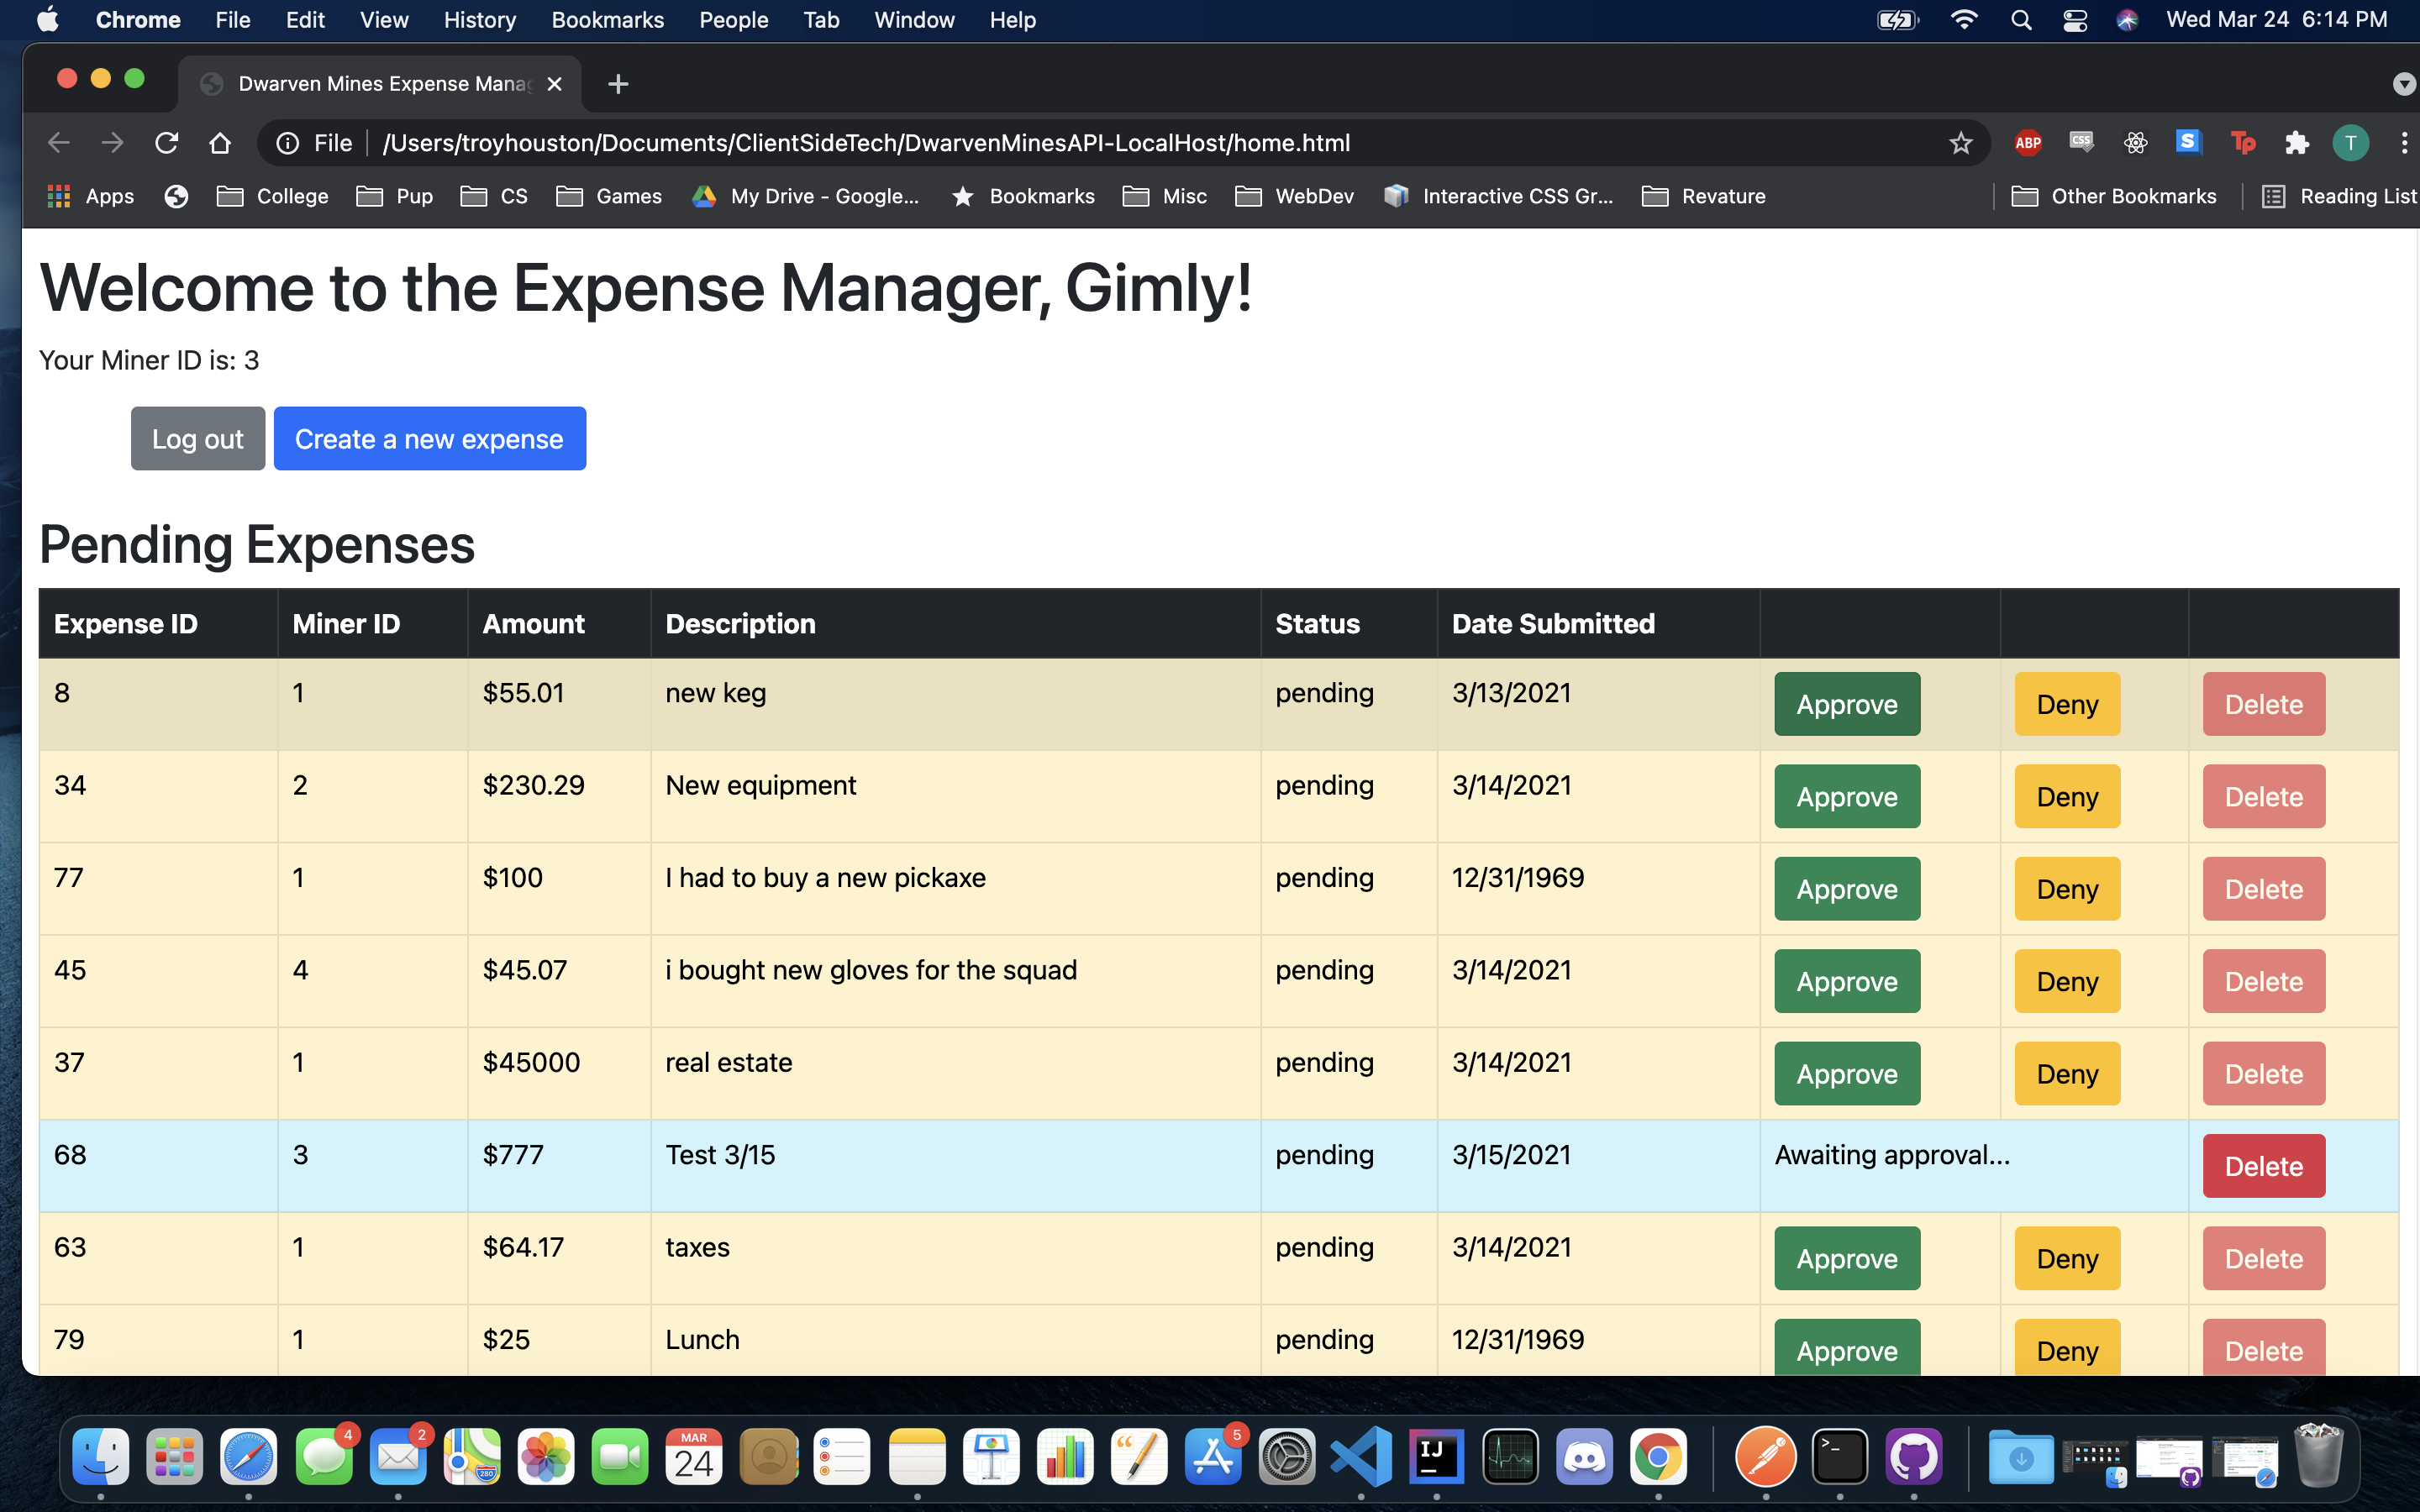 Chrome File Edit View History Bookmarks People Tab Window Help Wed Mar 24 6:14 PM
Dwarven Mines Expense Mana
File /Users/troyhouston/Documents/ClientSideTech/DwarvenMinesAPI-LocalHost/home.html ABP CSS S Tp T
Apps College Pup CS Games My Drive - Google... Bookmarks Misc WebDev Interactive CSS Gr... Revature Other Bookmarks Reading List
Welcome to the Expense Manager, Gimly!
Your Miner ID is: 3
Log out Create a new expense
Pending Expenses
Expense ID Miner ID Amount Description Status Date Submitted
8 1 $55.01 new keg pending 3/13/2021 Approve Deny Delete
34 2 $230.29 New equipment pending 3/14/2021 Approve Deny Delete
77 1 $100 I had to buy a new pickaxe pending 12/31/1969 Approve Deny Delete
45 4 $45.07 i bought new gloves for the squad pending 3/14/2021 Approve Deny Delete
37 1 $45000 real estate pending 3/14/2021 Approve Deny Delete
68 3 $777 Test 3/15 pending 3/15/2021 Awaiting approval... Delete
63 1 $64.17 taxes pending 3/14/2021 Approve Deny Delete
79 1 $25 Lunch pending 12/31/1969 Approve Deny Delete
4 2 280 MAR 24 5 IJ >_